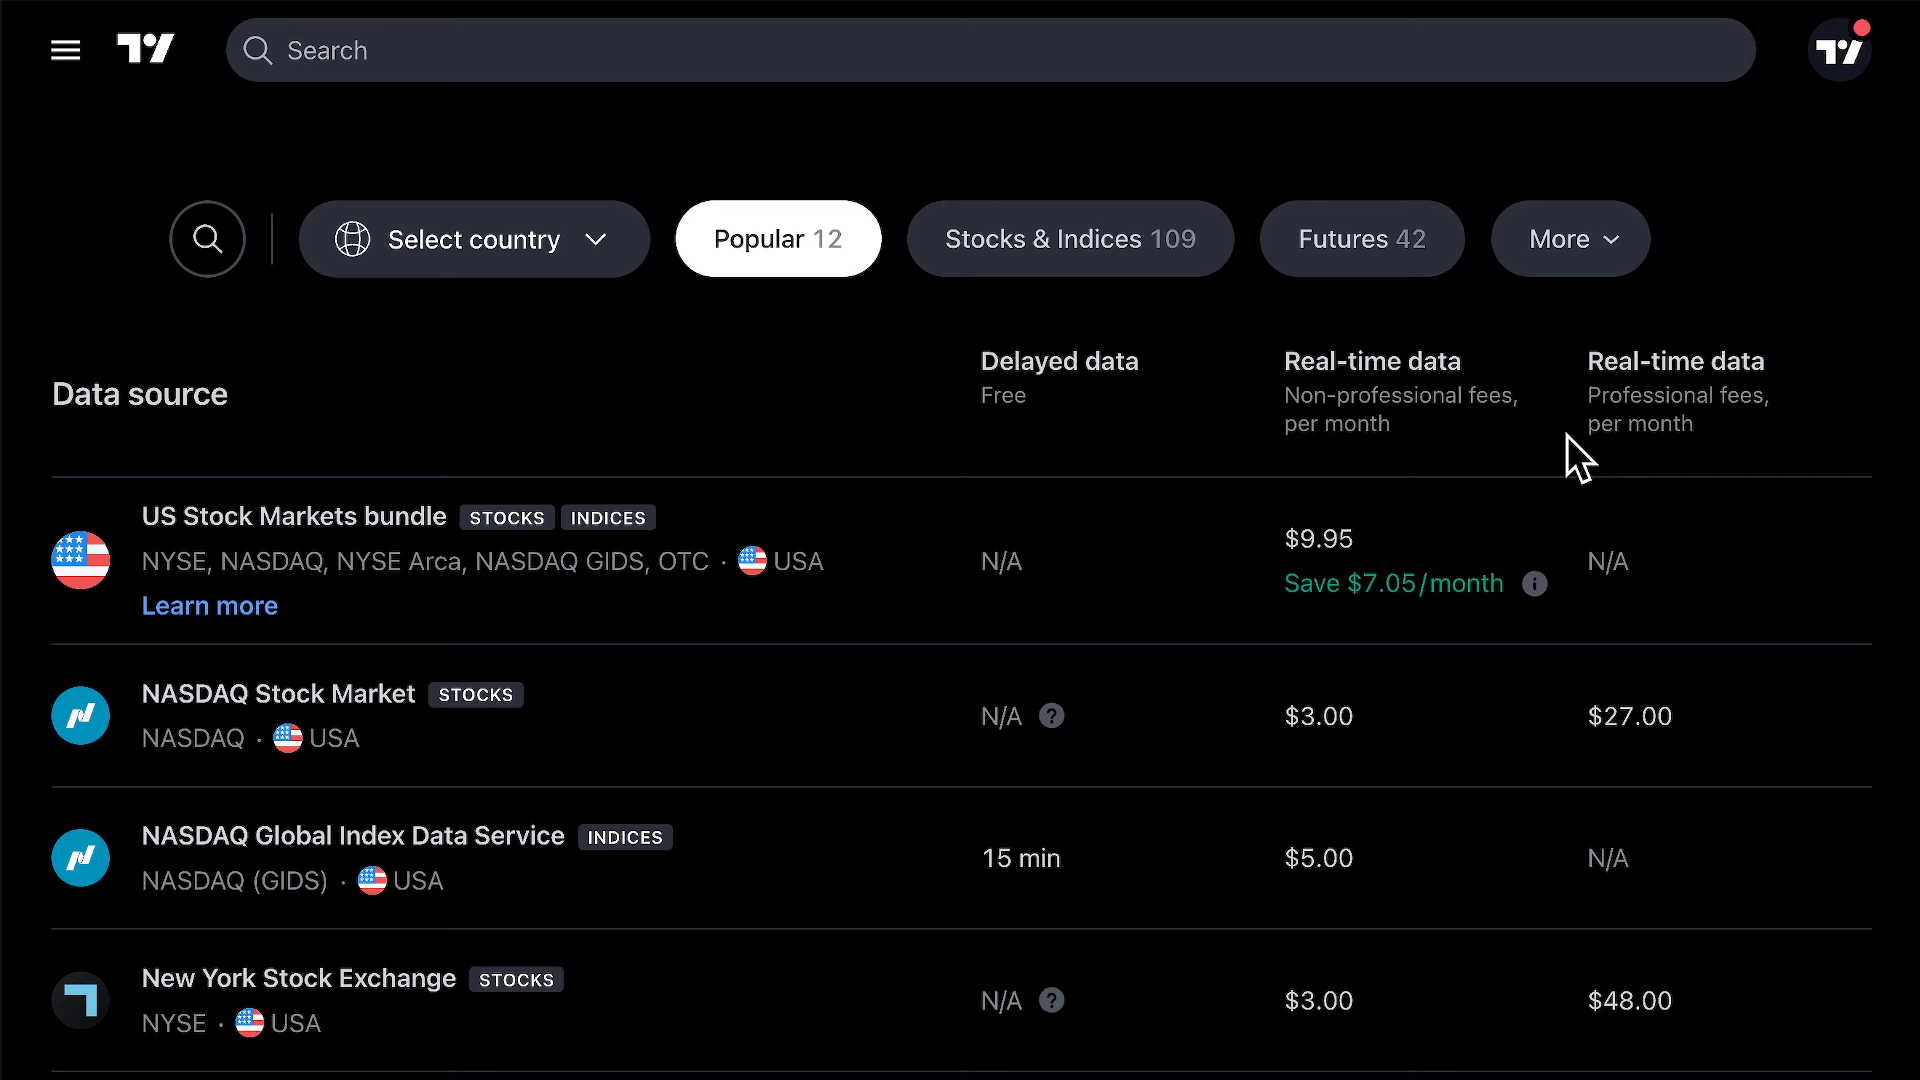 Search
Select country
Popular 12
Stocks & Indices 109
Futures 42
More
Data source
Delayed data
Free
Real-time data
Non-professional fees,
per month
Real-time data
Professional fees,
per month
US Stock Markets bundle STOCKS INDICES
NYSE, NASDAQ, NYSE Arca, NASDAQ GIDS, OTC · USA
Learn more
N/A
$9.95
Save $7.05/month
N/A
NASDAQ Stock Market STOCKS
NASDAQ · USA
N/A ?
$3.00
$27.00
NASDAQ Global Index Data Service INDICES
NASDAQ (GIDS) · USA
15 min
$5.00
N/A
New York Stock Exchange STOCKS
NYSE · USA
N/A ?
$3.00
$48.00